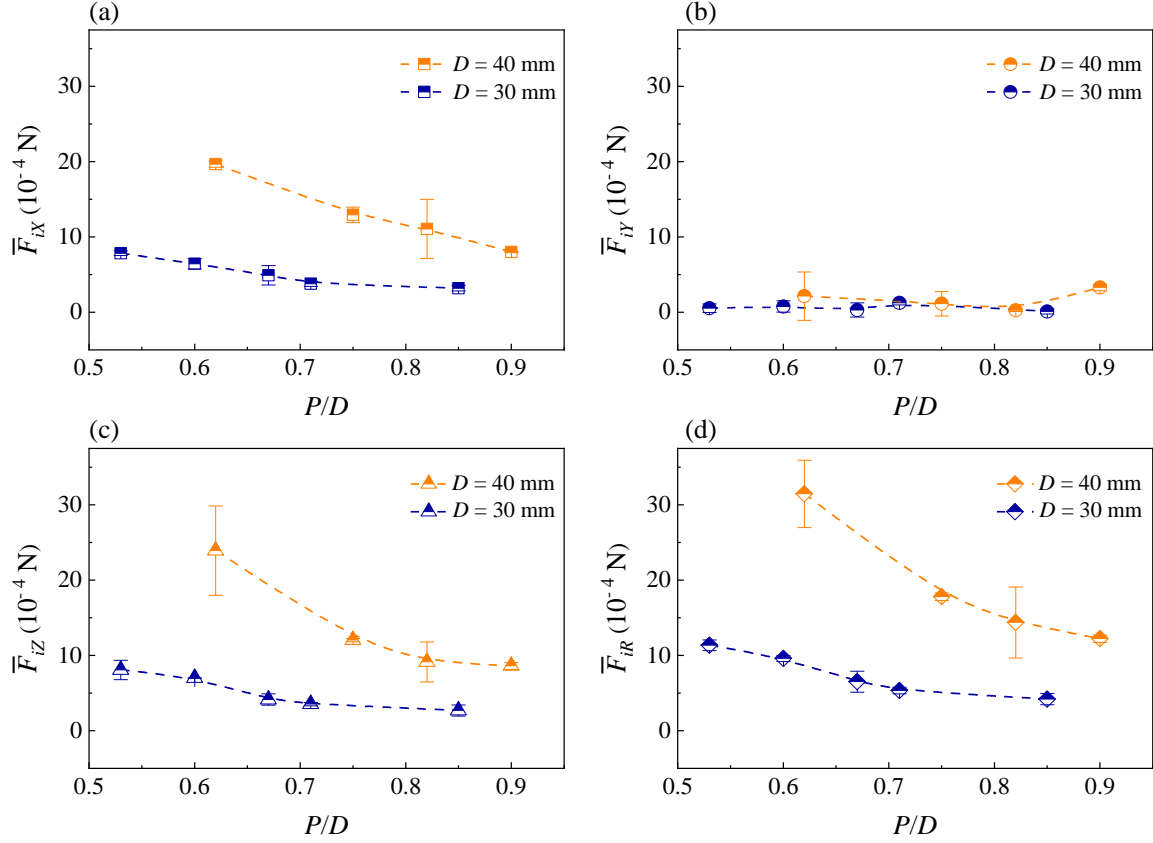 (a)
D = 40 mm
D = 30 mm
30
20
10
0
0.5 0.6 0.7 0.8 0.9
F̅iX (10⁻⁴ N)
P/D
(b)
D = 40 mm
D = 30 mm
30
20
10
0
0.5 0.6 0.7 0.8 0.9
F̅iY (10⁻⁴ N)
P/D
(c)
D = 40 mm
D = 30 mm
30
20
10
0
0.5 0.6 0.7 0.8 0.9
F̅iZ (10⁻⁴ N)
P/D
(d)
D = 40 mm
D = 30 mm
30
20
10
0
0.5 0.6 0.7 0.8 0.9
F̅iR (10⁻⁴ N)
P/D